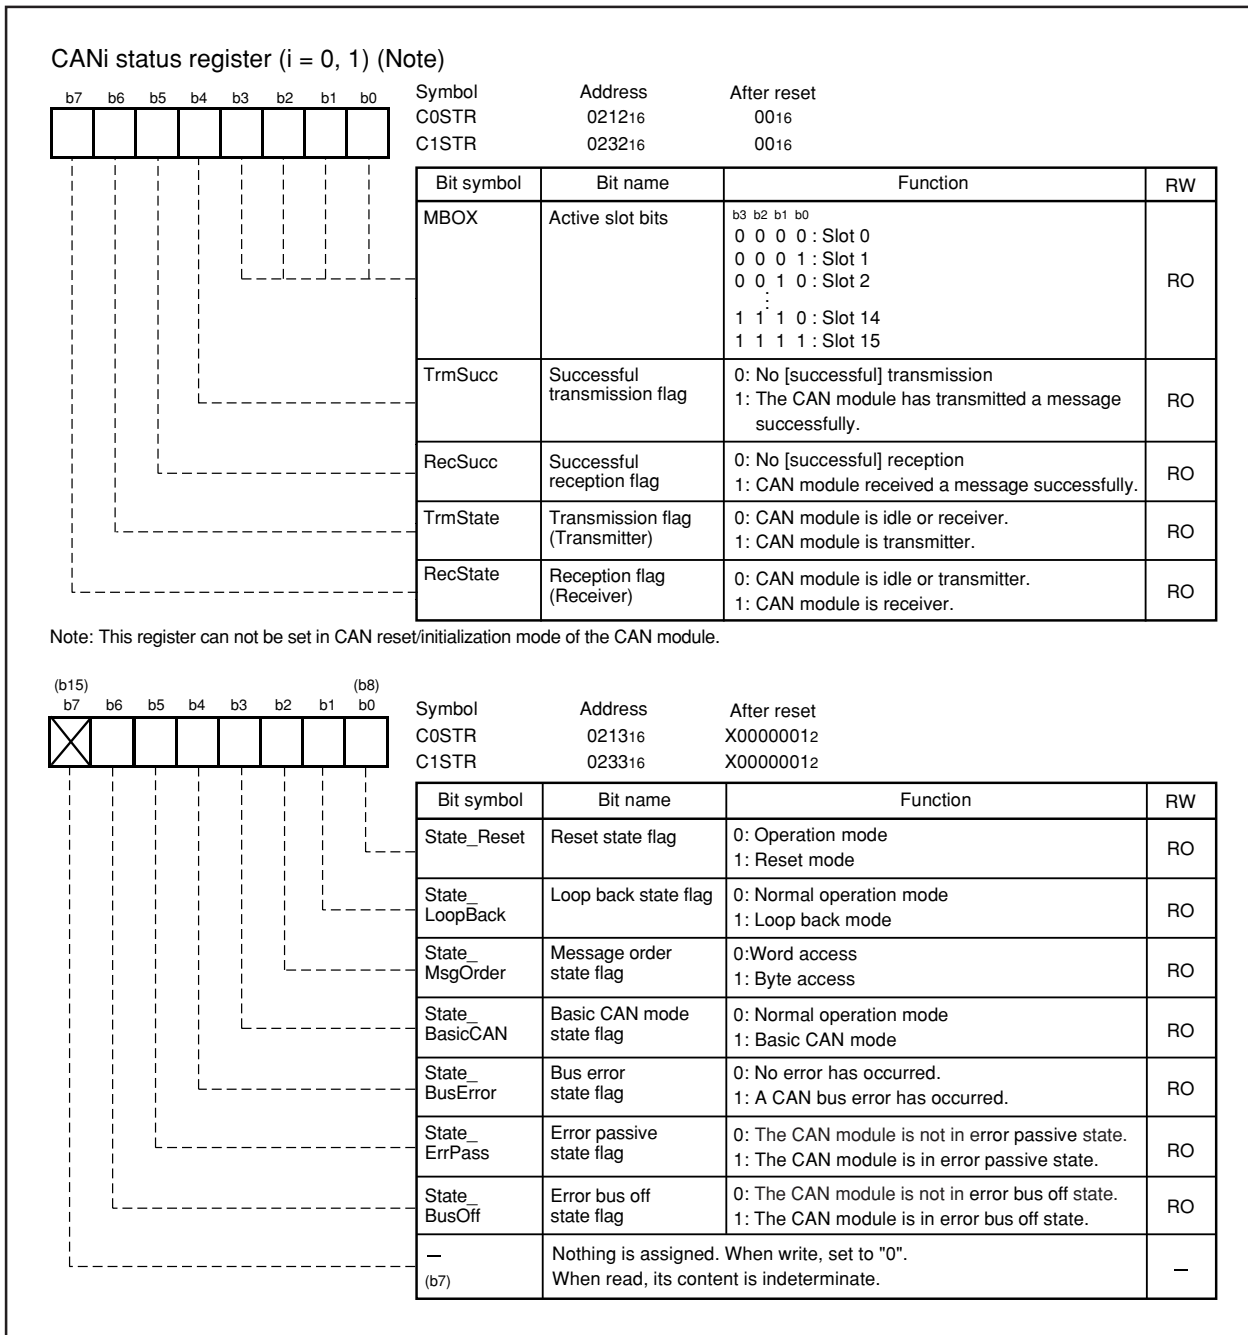 CANi status register (i = 0, 1) (Note)
b7 b6 b5 b4 b3 b2 b1 b0
Symbol Address After reset
C0STR 021216 0016
C1STR 023216 0016
Bit symbol Bit name Function RW
MBOX Active slot bits b3 b2 b1 b0
0 0 0 0 : Slot 0
0 0 0 1 : Slot 1
0 0 1 0 : Slot 2
:
1 1 1 0 : Slot 14
1 1 1 1 : Slot 15
RO
TrmSucc Successful transmission flag
0: No [successful] transmission
1: The CAN module has transmitted a message
successfully.
RO
RecSucc Successful reception flag
0: No [successful] reception
1: CAN module received a message successfully.
RO
TrmState Transmission flag (Transmitter)
0: CAN module is idle or receiver.
1: CAN module is transmitter.
RO
RecState Reception flag (Receiver)
0: CAN module is idle or transmitter.
1: CAN module is receiver.
RO
Note: This register can not be set in CAN reset/initialization mode of the CAN module.
(b15) (b8)
b7 b6 b5 b4 b3 b2 b1 b0
Symbol Address After reset
C0STR 021316 X00000012
C1STR 023316 X00000012
Bit symbol Bit name Function RW
State_Reset Reset state flag
0: Operation mode
1: Reset mode
RO
State_LoopBack Loop back state flag
0: Normal operation mode
1: Loop back mode
RO
State_MsgOrder Message order state flag
0:Word access
1: Byte access
RO
State_BasicCAN Basic CAN mode state flag
0: Normal operation mode
1: Basic CAN mode
RO
State_BusError Bus error state flag
0: No error has occurred.
1: A CAN bus error has occurred.
RO
State_ErrPass Error passive state flag
0: The CAN module is not in error passive state.
1: The CAN module is in error passive state.
RO
State_BusOff Error bus off state flag
0: The CAN module is not in error bus off state.
1: The CAN module is in error bus off state.
RO
– (b7)
Nothing is assigned. When write, set to "0".
When read, its content is indeterminate.
–